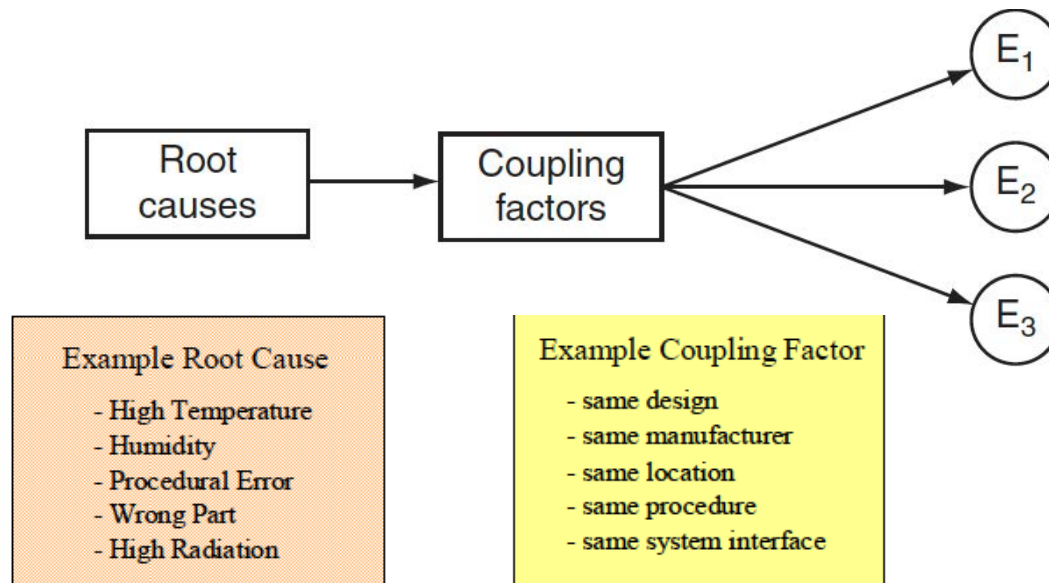 E1
Root
causes
Coupling
factors
E2
E3
Example Root Cause
- High Temperature
- Humidity
- Procedural Error
- Wrong Part
- High Radiation
Example Coupling Factor
- same design
- same manufacturer
- same location
- same procedure
- same system interface